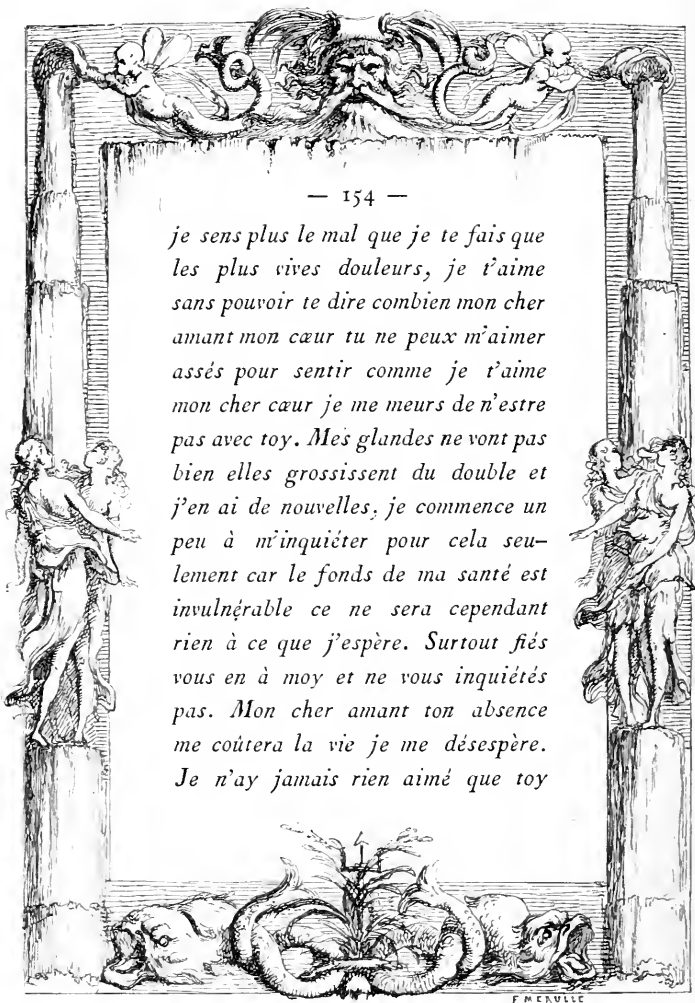 — 154 —
je sens plus le mal que je te fais que
les plus vives douleurs, je t'aime
sans pouvoir te dire combien mon cher
amant mon cœur tu ne peux m'aimer
assés pour sentir comme je t'aime
mon cher cœur je me meurs de n'estre
pas avec toy. Mes glandes ne vont pas
bien elles grossissent du double et
j'en ai de nouvelles, je commence un
peu à m'inquiéter pour cela seu–
lement car le fonds de ma santé est
invulnérable ce ne sera cependant
rien à ce que j'espère. Surtout fiés
vous en à moy et ne vous inquiétés
pas. Mon cher amant ton absence
me coûtera la vie je me désespère.
Je n'ay jamais rien aimé que toy
F MEAULLE